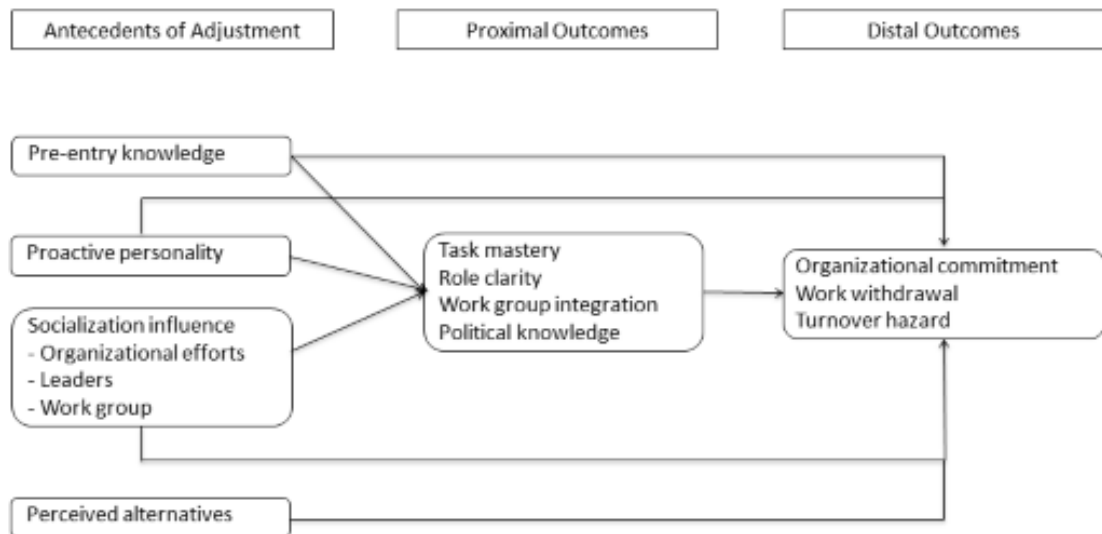 Antecedents of Adjustment
Proximal Outcomes
Distal Outcomes
Pre-entry knowledge
Proactive personality
Socialization influence
- Organizational efforts
- Leaders
- Work group
Perceived alternatives
Task mastery
Role clarity
Work group integration
Political knowledge
Organizational commitment
Work withdrawal
Turnover hazard